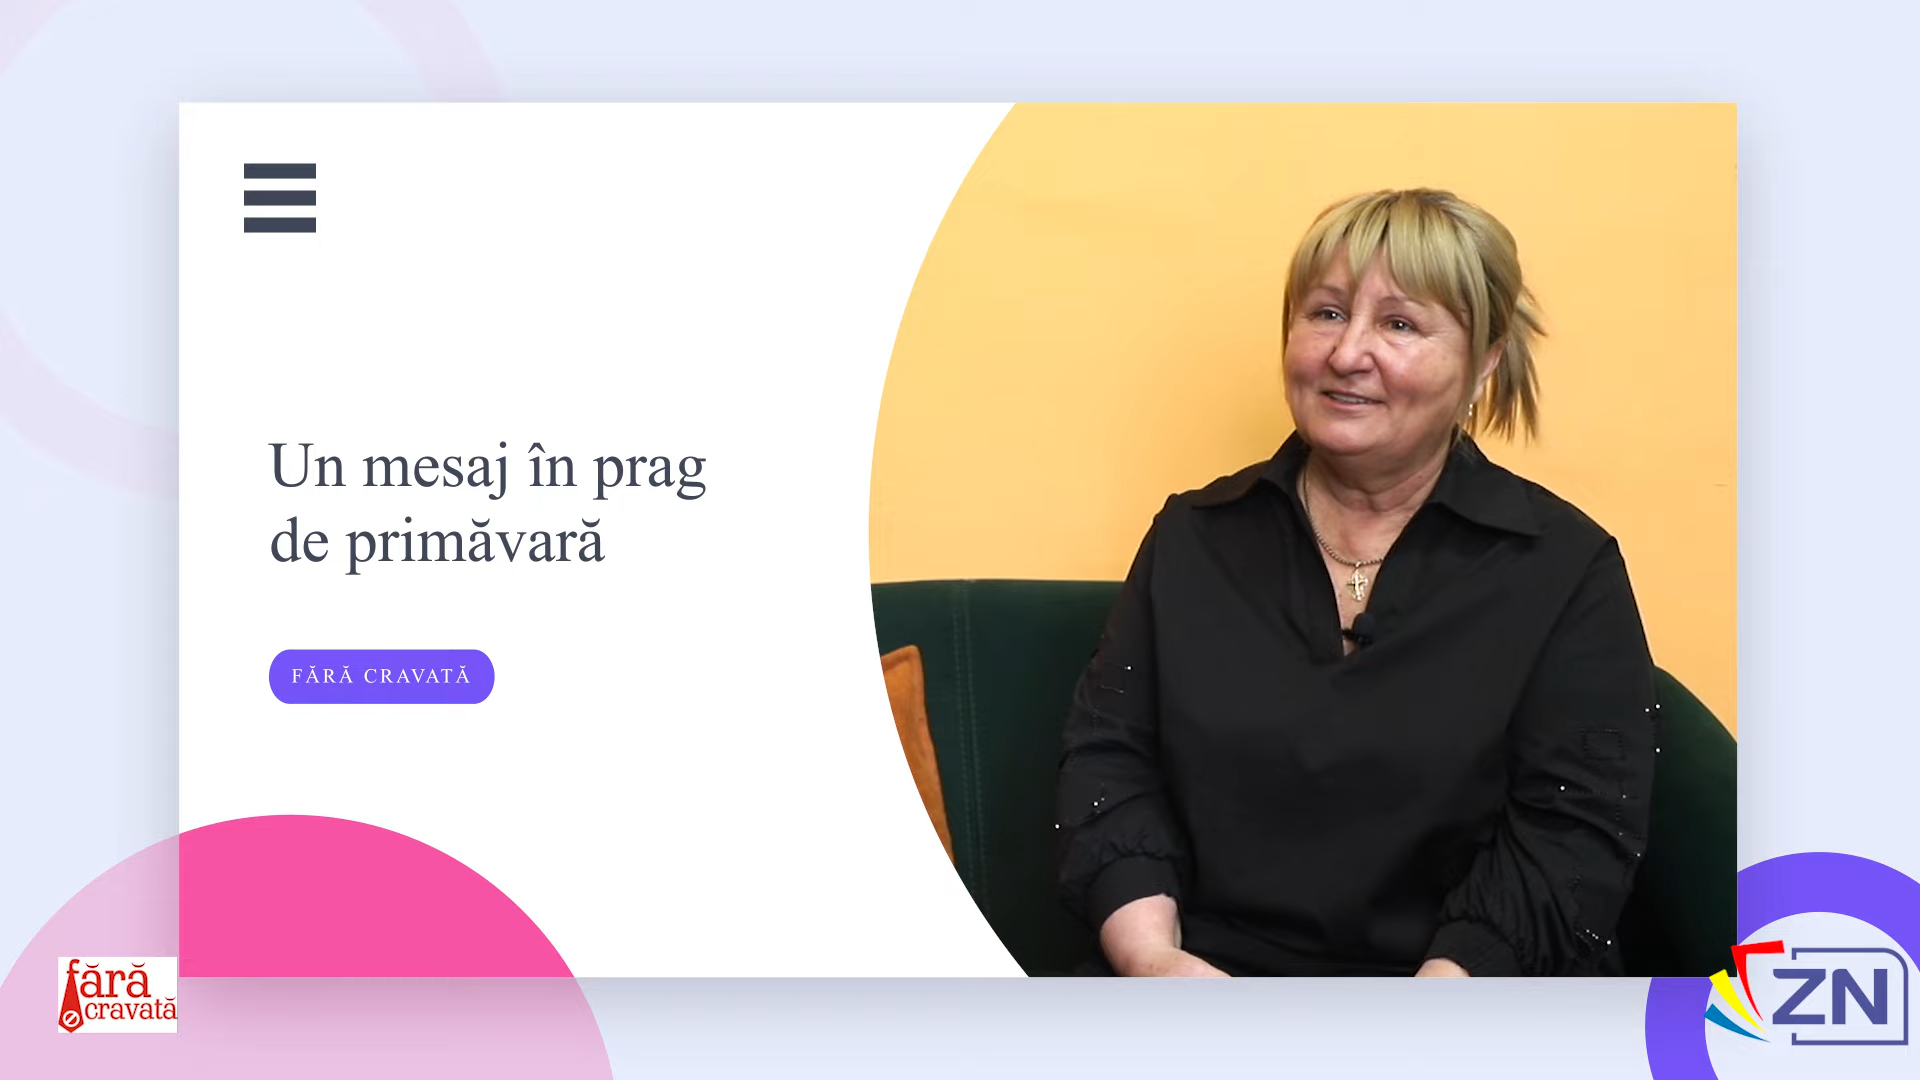 Un mesaj în prag
de primăvară
FĂRĂ CRAVATĂ
fără
cravată
ZN